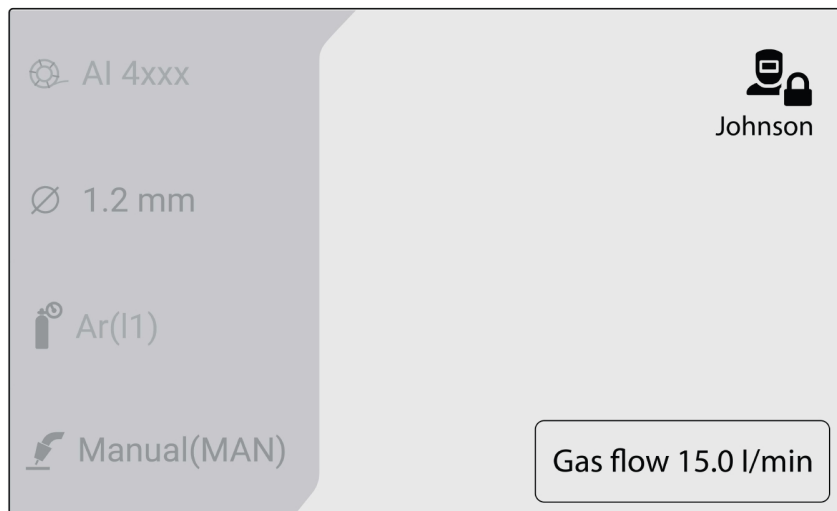 Al 4xxx
Johnson
1.2 mm
Ar(I1)
Manual(MAN)
Gas flow 15.0 l/min